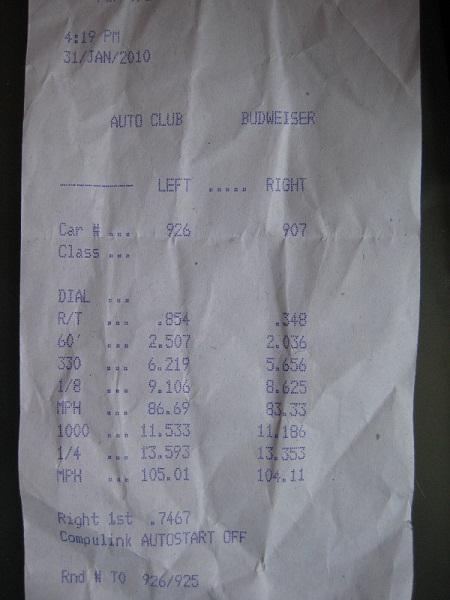 4:19 PM
31/JAN/2010
AUTO CLUB BUDWEISER
---------- LEFT ..... RIGHT
Car # ... 926 907
Class ...
DIAL ...
R/T ... .854 .348
60' ... 2.507 2.036
330 ... 6.219 5.656
1/8 ... 9.106 8.625
MPH ... 86.69 83.33
1000 ... 11.533 11.186
1/4 ... 13.593 13.353
MPH ... 105.01 104.11
Right 1st .7467
Compulink AUTOSTART OFF
Rnd # TO 926/925